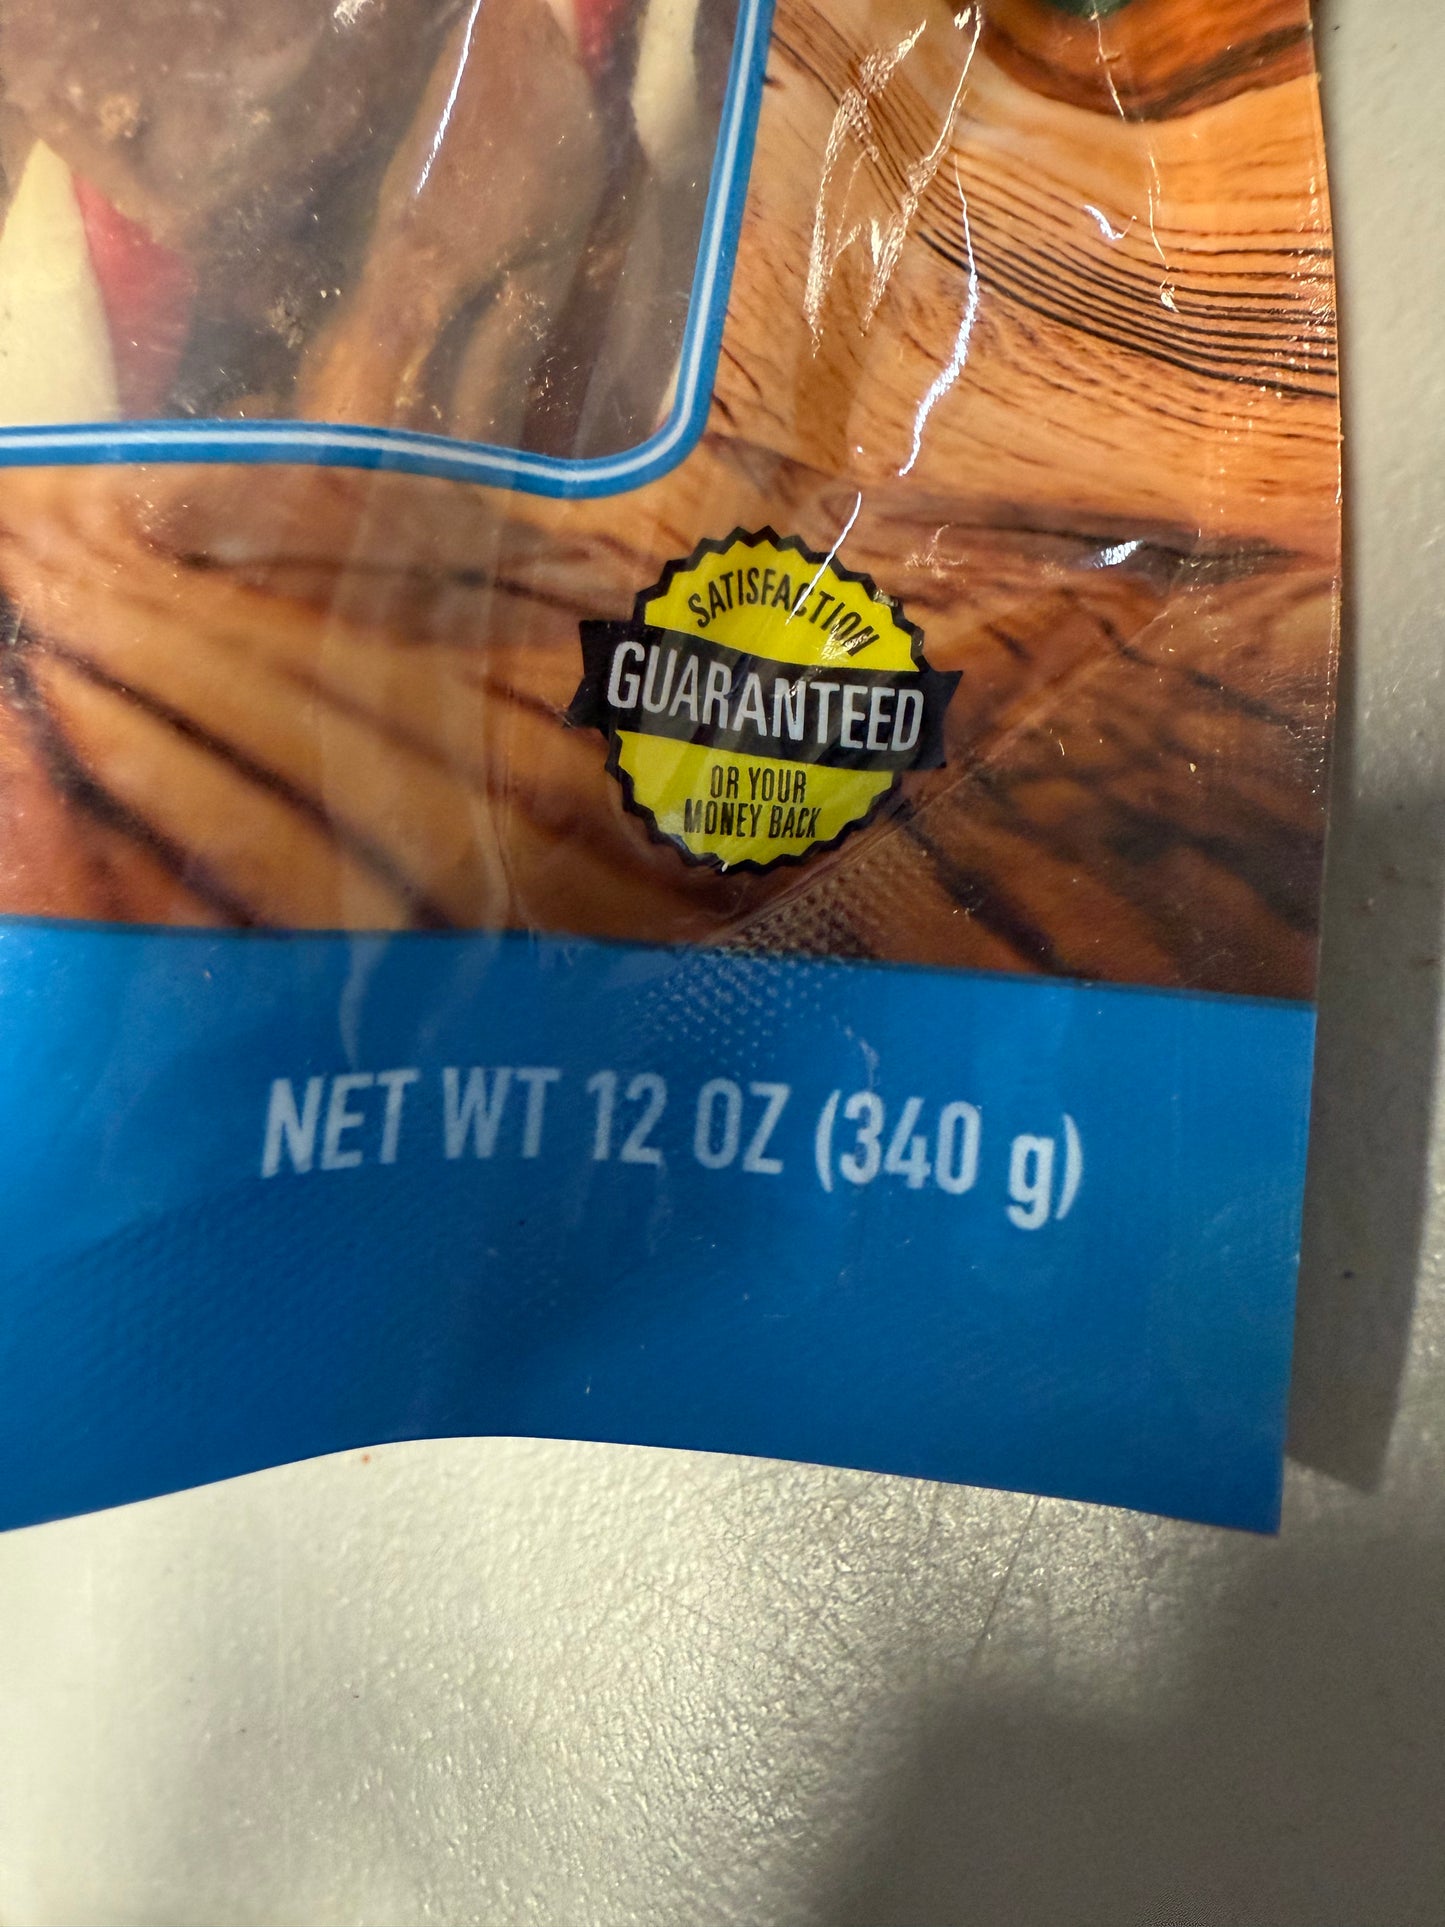 SATISFACTION
GUARANTEED
OR YOUR
MONEY BACK
NET WT 12 OZ (340 g)